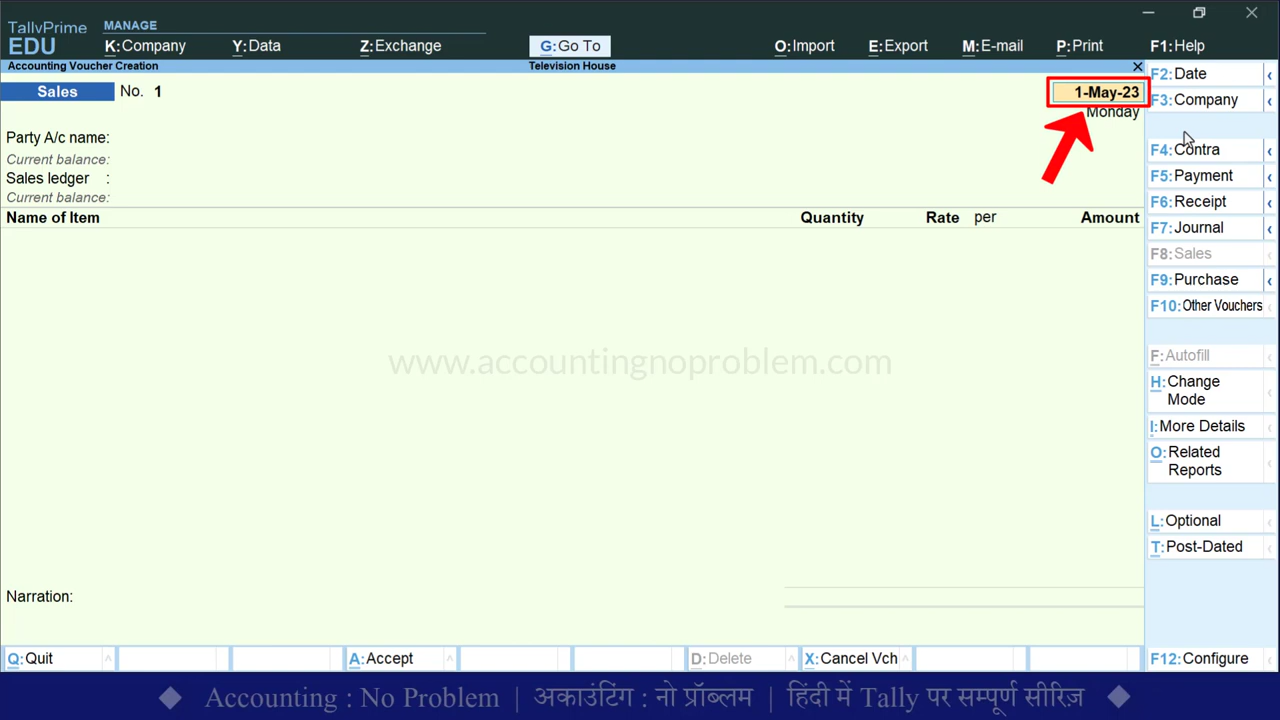 TallyPrime
EDU
MANAGE
K:Company Y:Data Z:Exchange G:Go To O:Import E:Export M:E-mail P:Print F1:Help
Accounting Voucher Creation Television House
Sales No. 1 1-May-23
Monday
Party A/c name:
Current balance:
Sales ledger :
Current balance:
Name of Item Quantity Rate per Amount
www.accountingnoproblem.com
Narration:
F2:Date
F3:Company
F4:Contra
F5:Payment
F6:Receipt
F7:Journal
F8:Sales
F9:Purchase
F10:Other Vouchers
F:Autofill
H:Change
Mode
I:More Details
O:Related
Reports
L:Optional
T:Post-Dated
Q:Quit A:Accept D:Delete X:Cancel Vch F12:Configure
Accounting : No Problem | अकाउंटिंग : नो प्रॉब्लम | हिंदी में Tally पर सम्पूर्ण सीरिज़